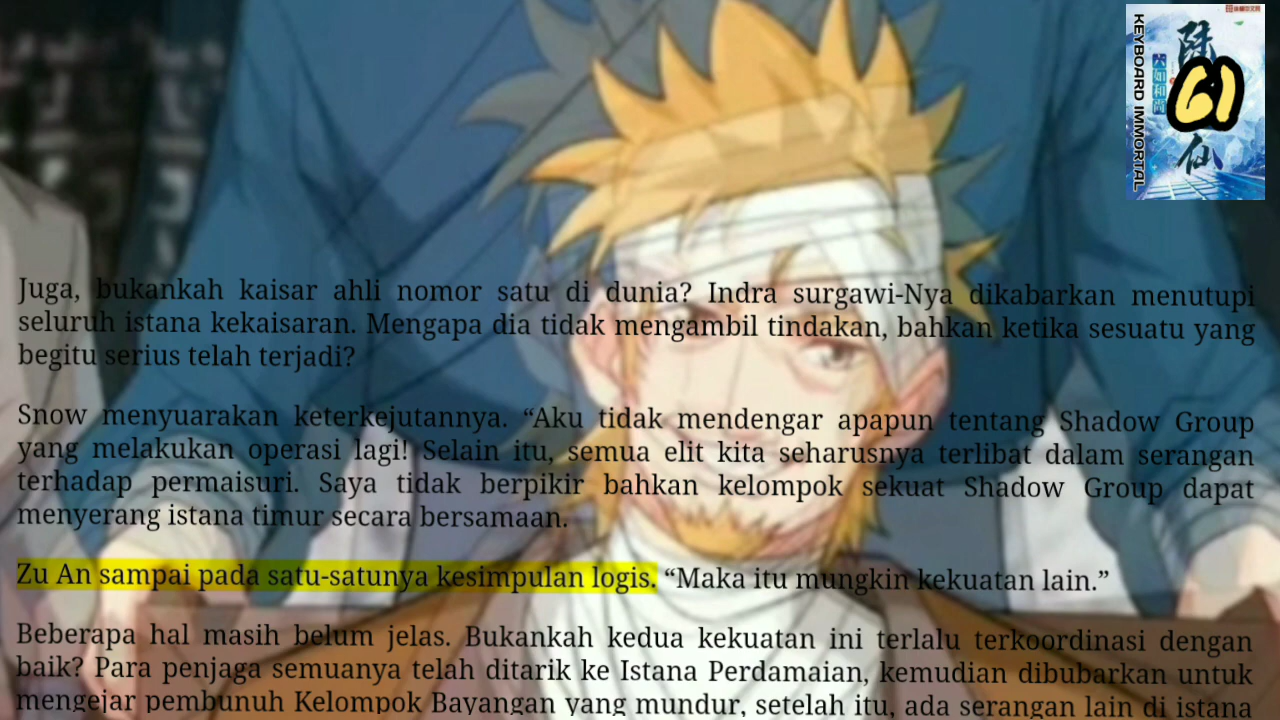 陆
仙
六如和尚
KEYBOARD IMMORTAL
61
Juga, bukankah kaisar ahli nomor satu di dunia? Indra surgawi-Nya dikabarkan menutupi
seluruh istana kekaisaran. Mengapa dia tidak mengambil tindakan, bahkan ketika sesuatu yang
begitu serius telah terjadi?
Snow menyuarakan keterkejutannya. “Aku tidak mendengar apapun tentang Shadow Group
yang melakukan operasi lagi! Selain itu, semua elit kita seharusnya terlibat dalam serangan
terhadap permaisuri. Saya tidak berpikir bahkan kelompok sekuat Shadow Group dapat
menyerang istana timur secara bersamaan.
Zu An sampai pada satu-satunya kesimpulan logis. “Maka itu mungkin kekuatan lain.”
Beberapa hal masih belum jelas. Bukankah kedua kekuatan ini terlalu terkoordinasi dengan
baik? Para penjaga semuanya telah ditarik ke Istana Perdamaian, kemudian dibubarkan untuk
mengejar pembunuh Kelompok Bayangan yang mundur, setelah itu, ada serangan lain di istana